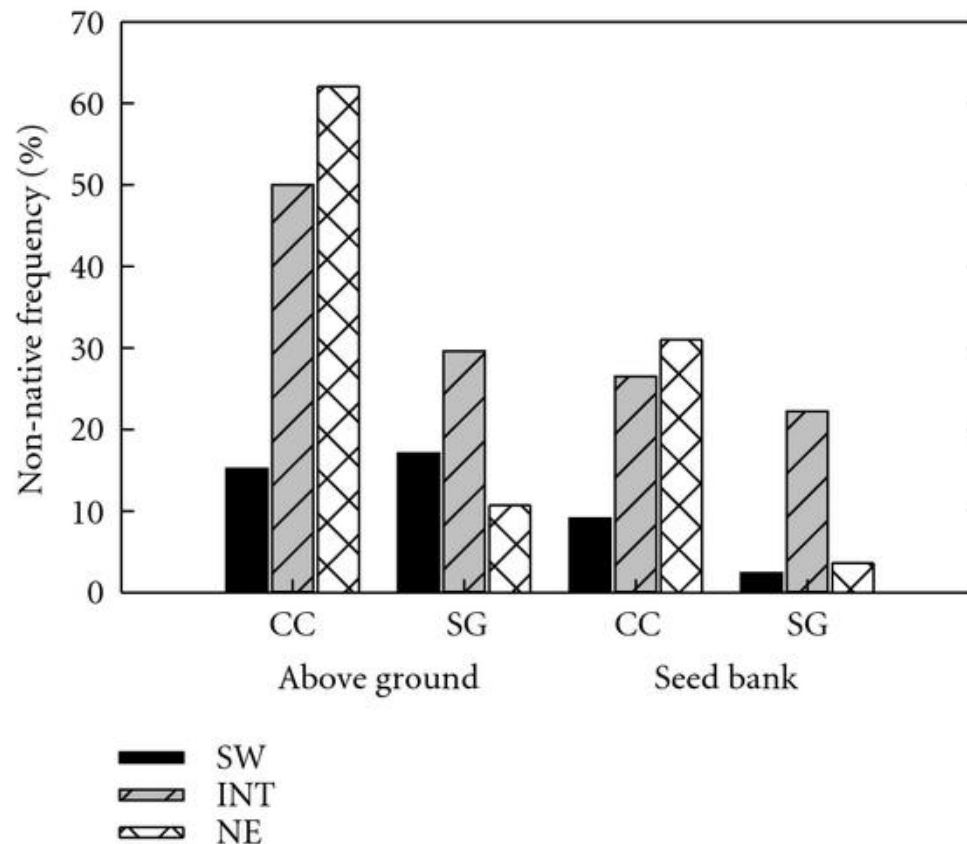 Non-native frequency (%)
70
60
50
40
30
20
10
0
CC SG CC SG
Above ground Seed bank
SW
INT
NE